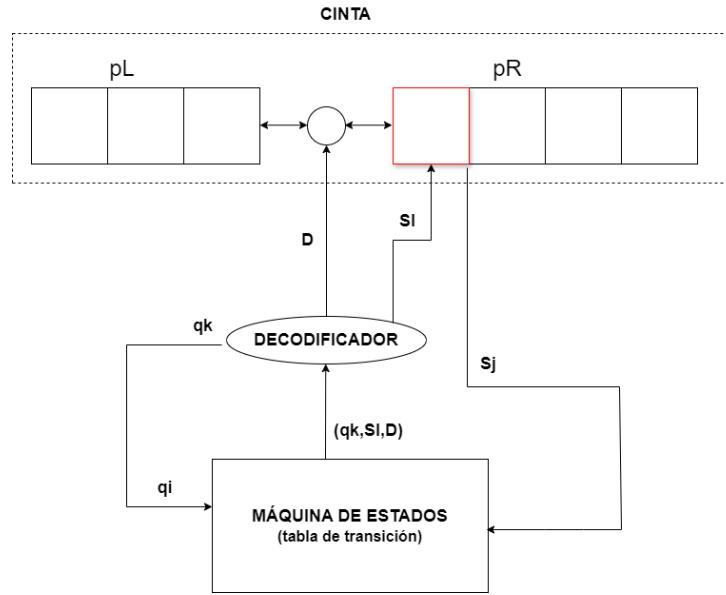 CINTA
pL
pR
D
Sl
DECODIFICADOR
qk
Sj
(qk,Sl,D)
qi
MÁQUINA DE ESTADOS
(tabla de transición)